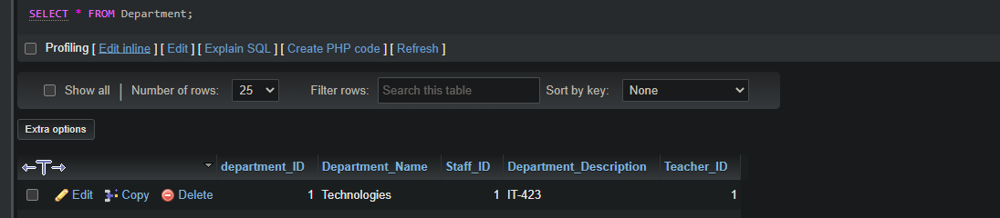 SELECT * FROM Department;
Profiling [ Edit inline ] [ Edit ] [ Explain SQL ] [ Create PHP code ] [ Refresh ]
Show all | Number of rows: 25 Filter rows: Search this table Sort by key: None
Extra options
department_ID Department_Name Staff_ID Department_Description Teacher_ID
Edit Copy Delete 1 Technologies 1 IT-423 1